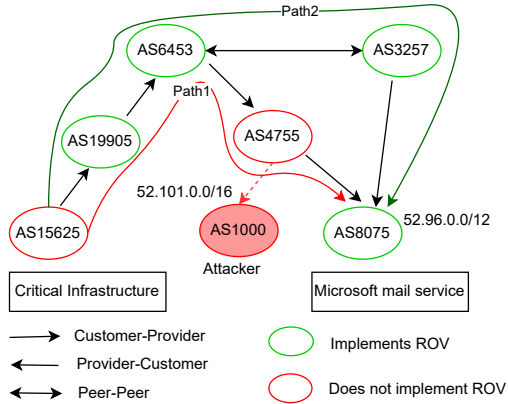 Path2
AS6453
AS3257
Path1
AS19905
AS4755
52.101.0.0/16
AS15625
AS1000
AS8075
52.96.0.0/12
Attacker
Critical Infrastructure
Microsoft mail service
Customer-Provider
Implements ROV
Provider-Customer
Peer-Peer
Does not implement ROV